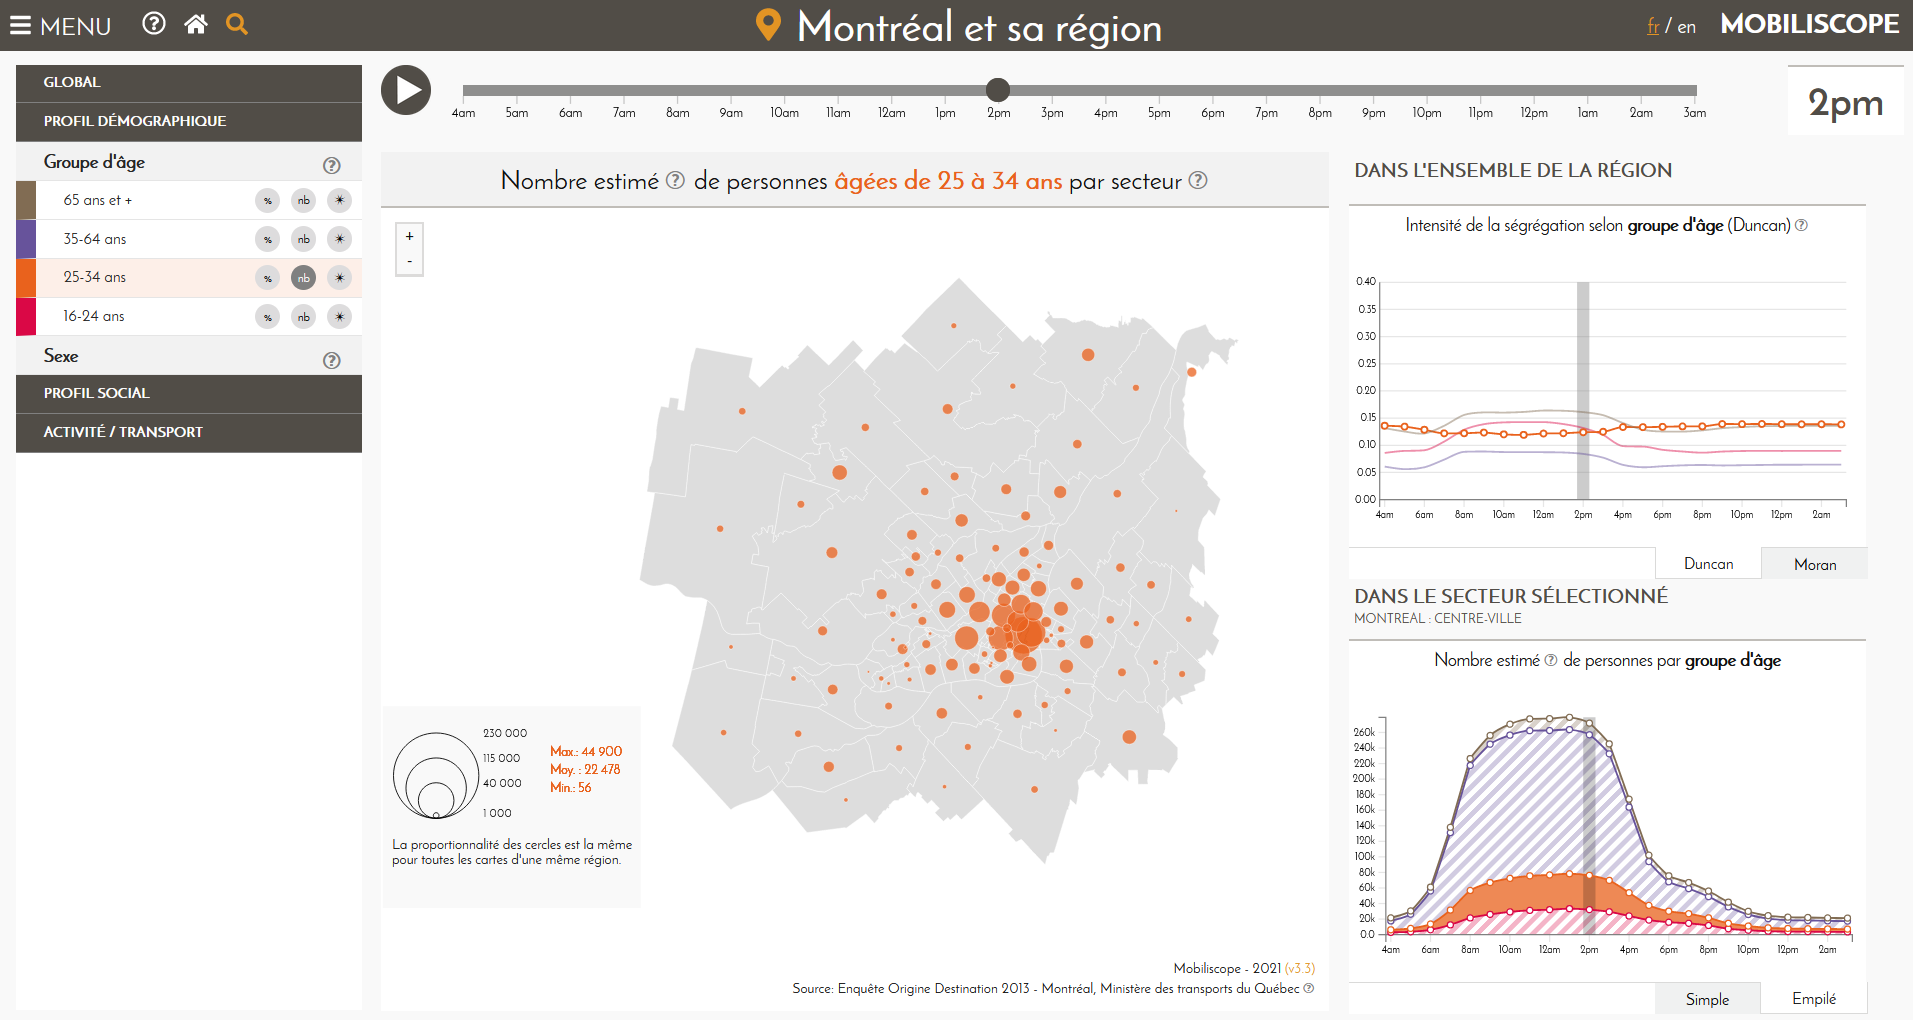 MENU
Montréal et sa région
fr / en
MOBILISCOPE
GLOBAL
PROFIL DÉMOGRAPHIQUE
Groupe d'âge ?
65 ans et + % nb ✶
35-64 ans % nb ✶
25-34 ans % nb ✶
16-24 ans % nb ✶
Sexe ?
PROFIL SOCIAL
ACTIVITÉ / TRANSPORT
4am 5am 6am 7am 8am 9am 10am 11am 12am 1pm 2pm 3pm 4pm 5pm 6pm 7pm 8pm 9pm 10pm 11pm 12pm 1am 2am 3am
2pm
Nombre estimé ? de personnes âgées de 25 à 34 ans par secteur ?
+
-
230 000
115 000
40 000
1 000
Max.: 44 900
Moy. : 22 478
Min.: 56
La proportionnalité des cercles est la même
pour toutes les cartes d'une même région.
Mobiliscope - 2021 (v3.3)
Source: Enquête Origine Destination 2013 - Montréal, Ministère des transports du Québec ?
DANS L'ENSEMBLE DE LA RÉGION
Intensité de la ségrégation selon groupe d'âge (Duncan) ?
0.40
0.35
0.30
0.25
0.20
0.15
0.10
0.05
0.00
4am 6am 8am 10am 12am 2pm 4pm 6pm 8pm 10pm 12pm 2am
Duncan
Moran
DANS LE SECTEUR SÉLECTIONNÉ
MONTREAL : CENTRE-VILLE
Nombre estimé ? de personnes par groupe d'âge
260k
240k
220k
200k
180k
160k
140k
120k
100k
80k
60k
40k
20k
0.0
4am 6am 8am 10am 12am 2pm 4pm 6pm 8pm 10pm 12pm 2am
Simple
Empilé